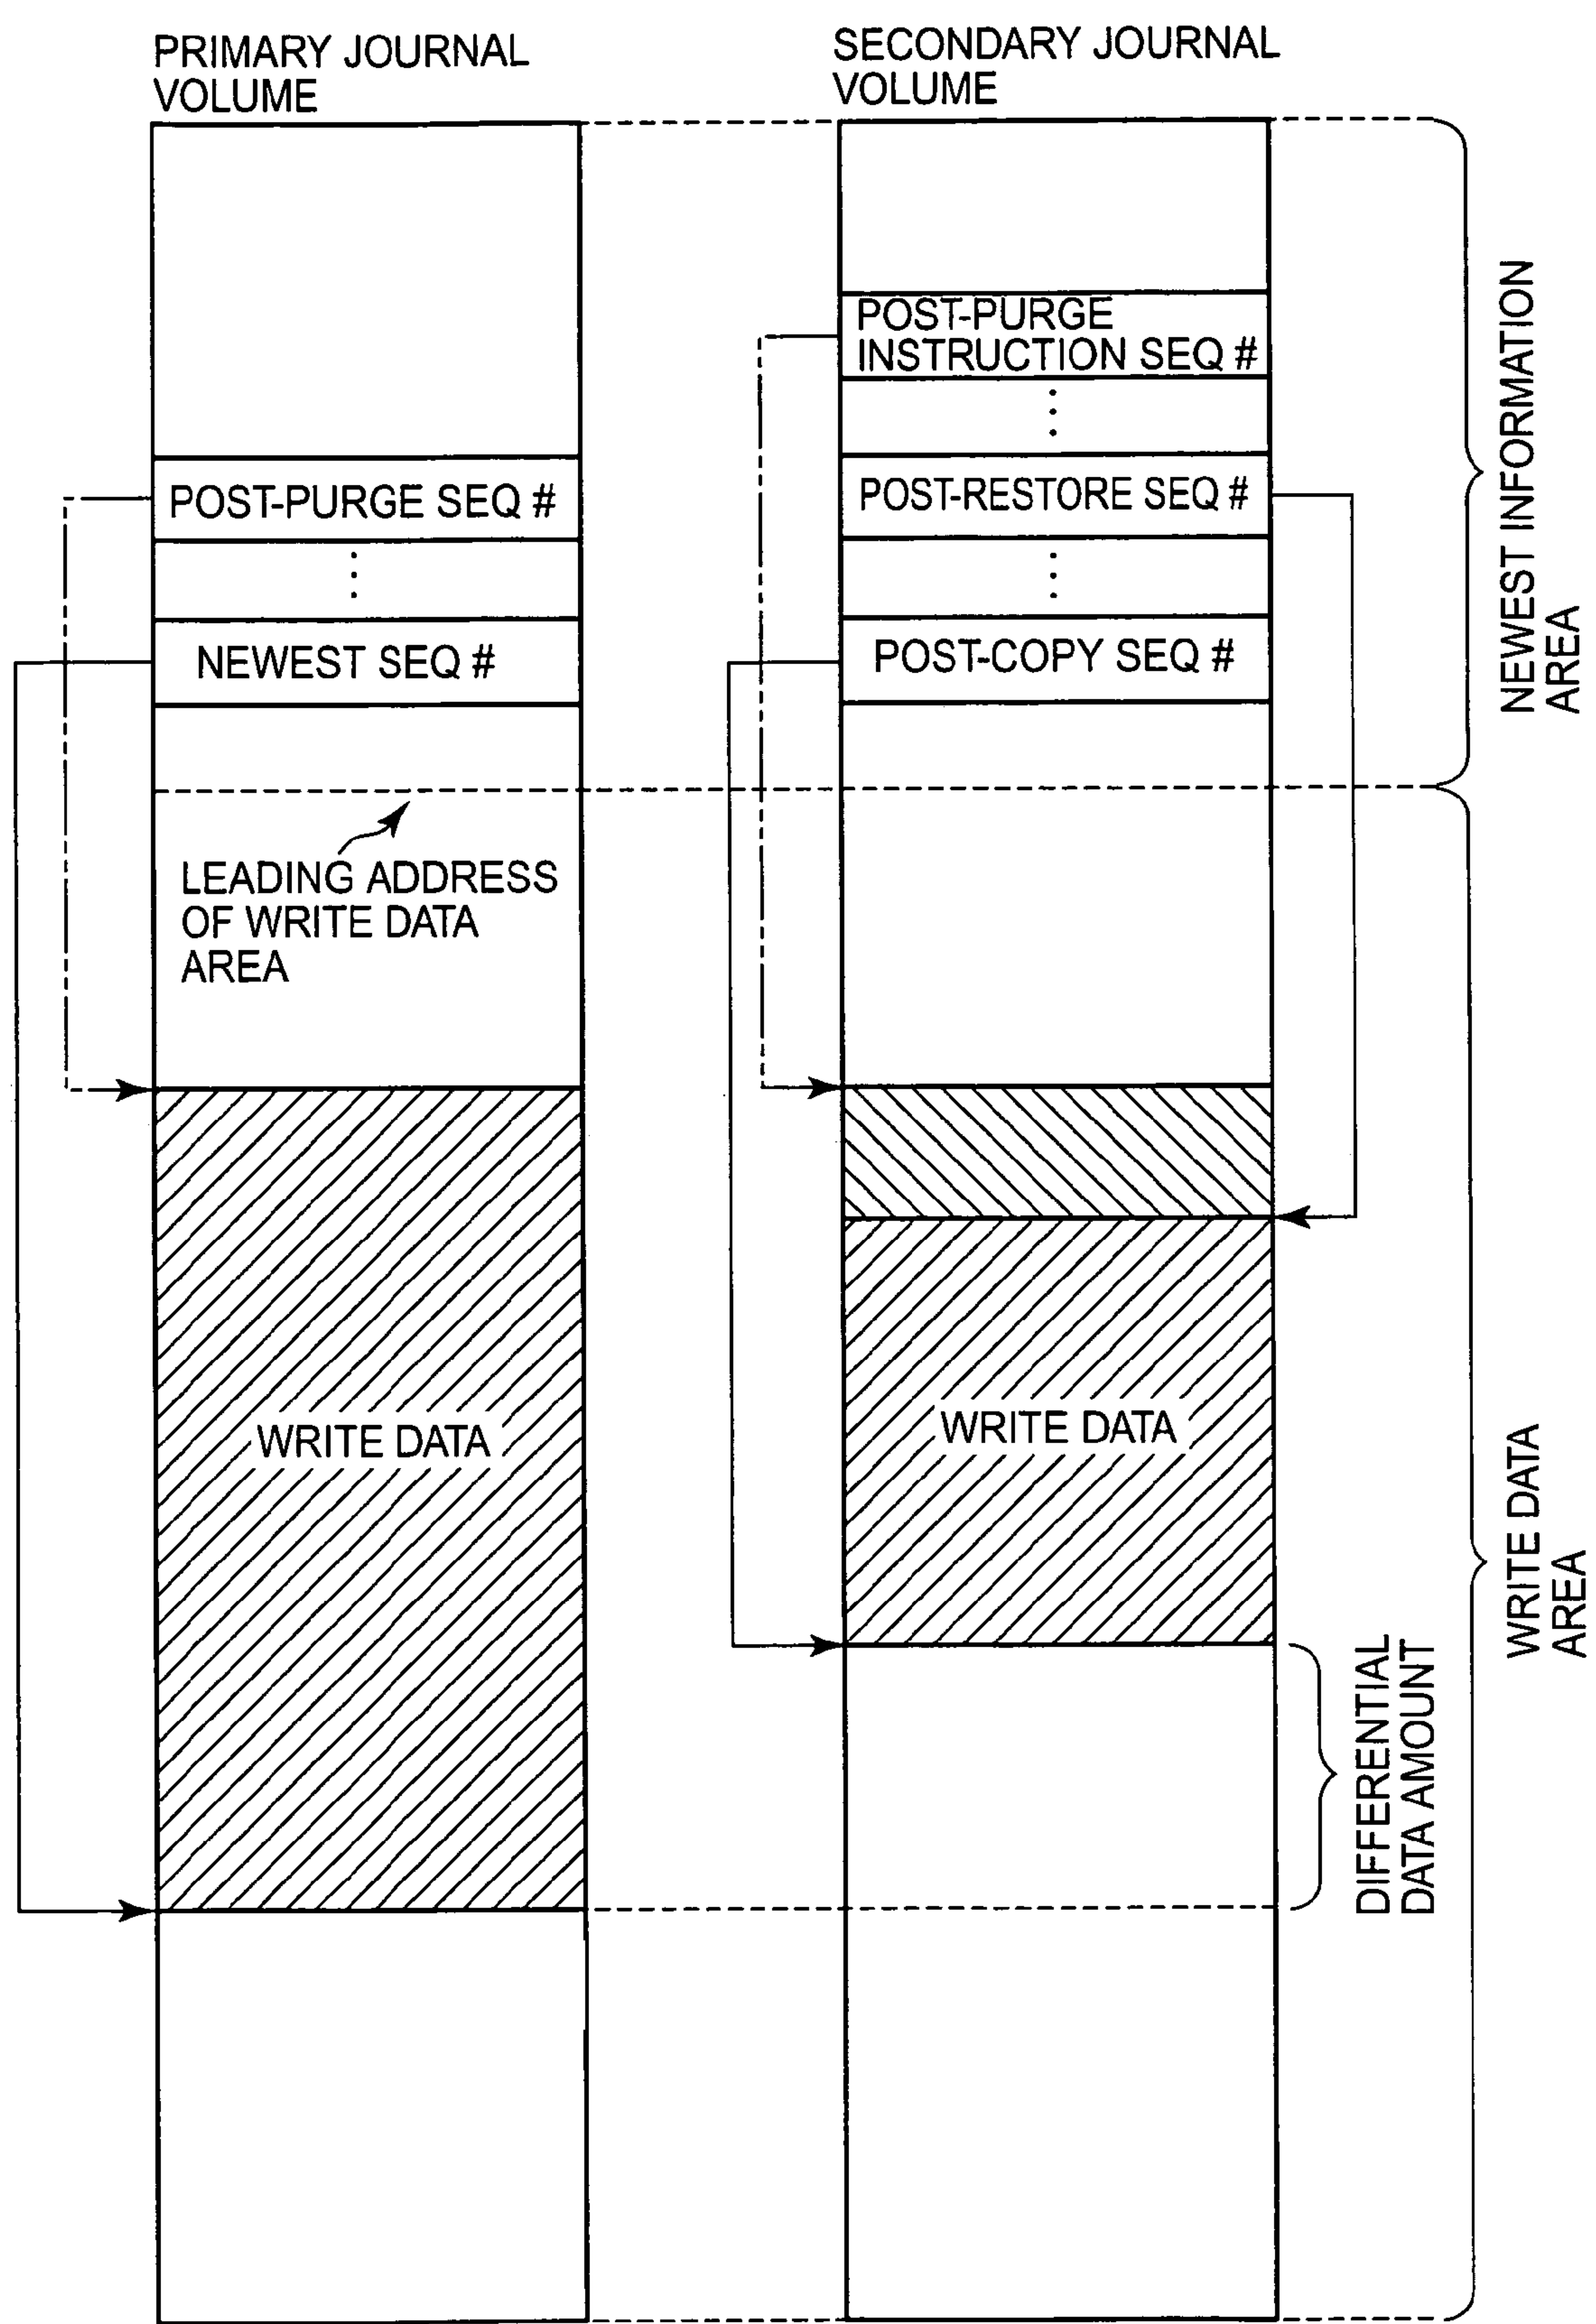 PRIMARY JOURNAL
VOLUME
SECONDARY JOURNAL
VOLUME
POST-PURGE
INSTRUCTION SEQ #
POST-PURGE SEQ #
POST-RESTORE SEQ #
NEWEST SEQ #
POST-COPY SEQ #
NEWEST INFORMATION
AREA
LEADING ADDRESS
OF WRITE DATA
AREA
WRITE DATA
WRITE DATA
WRITE DATA
AREA
DIFFERENTIAL
DATA AMOUNT